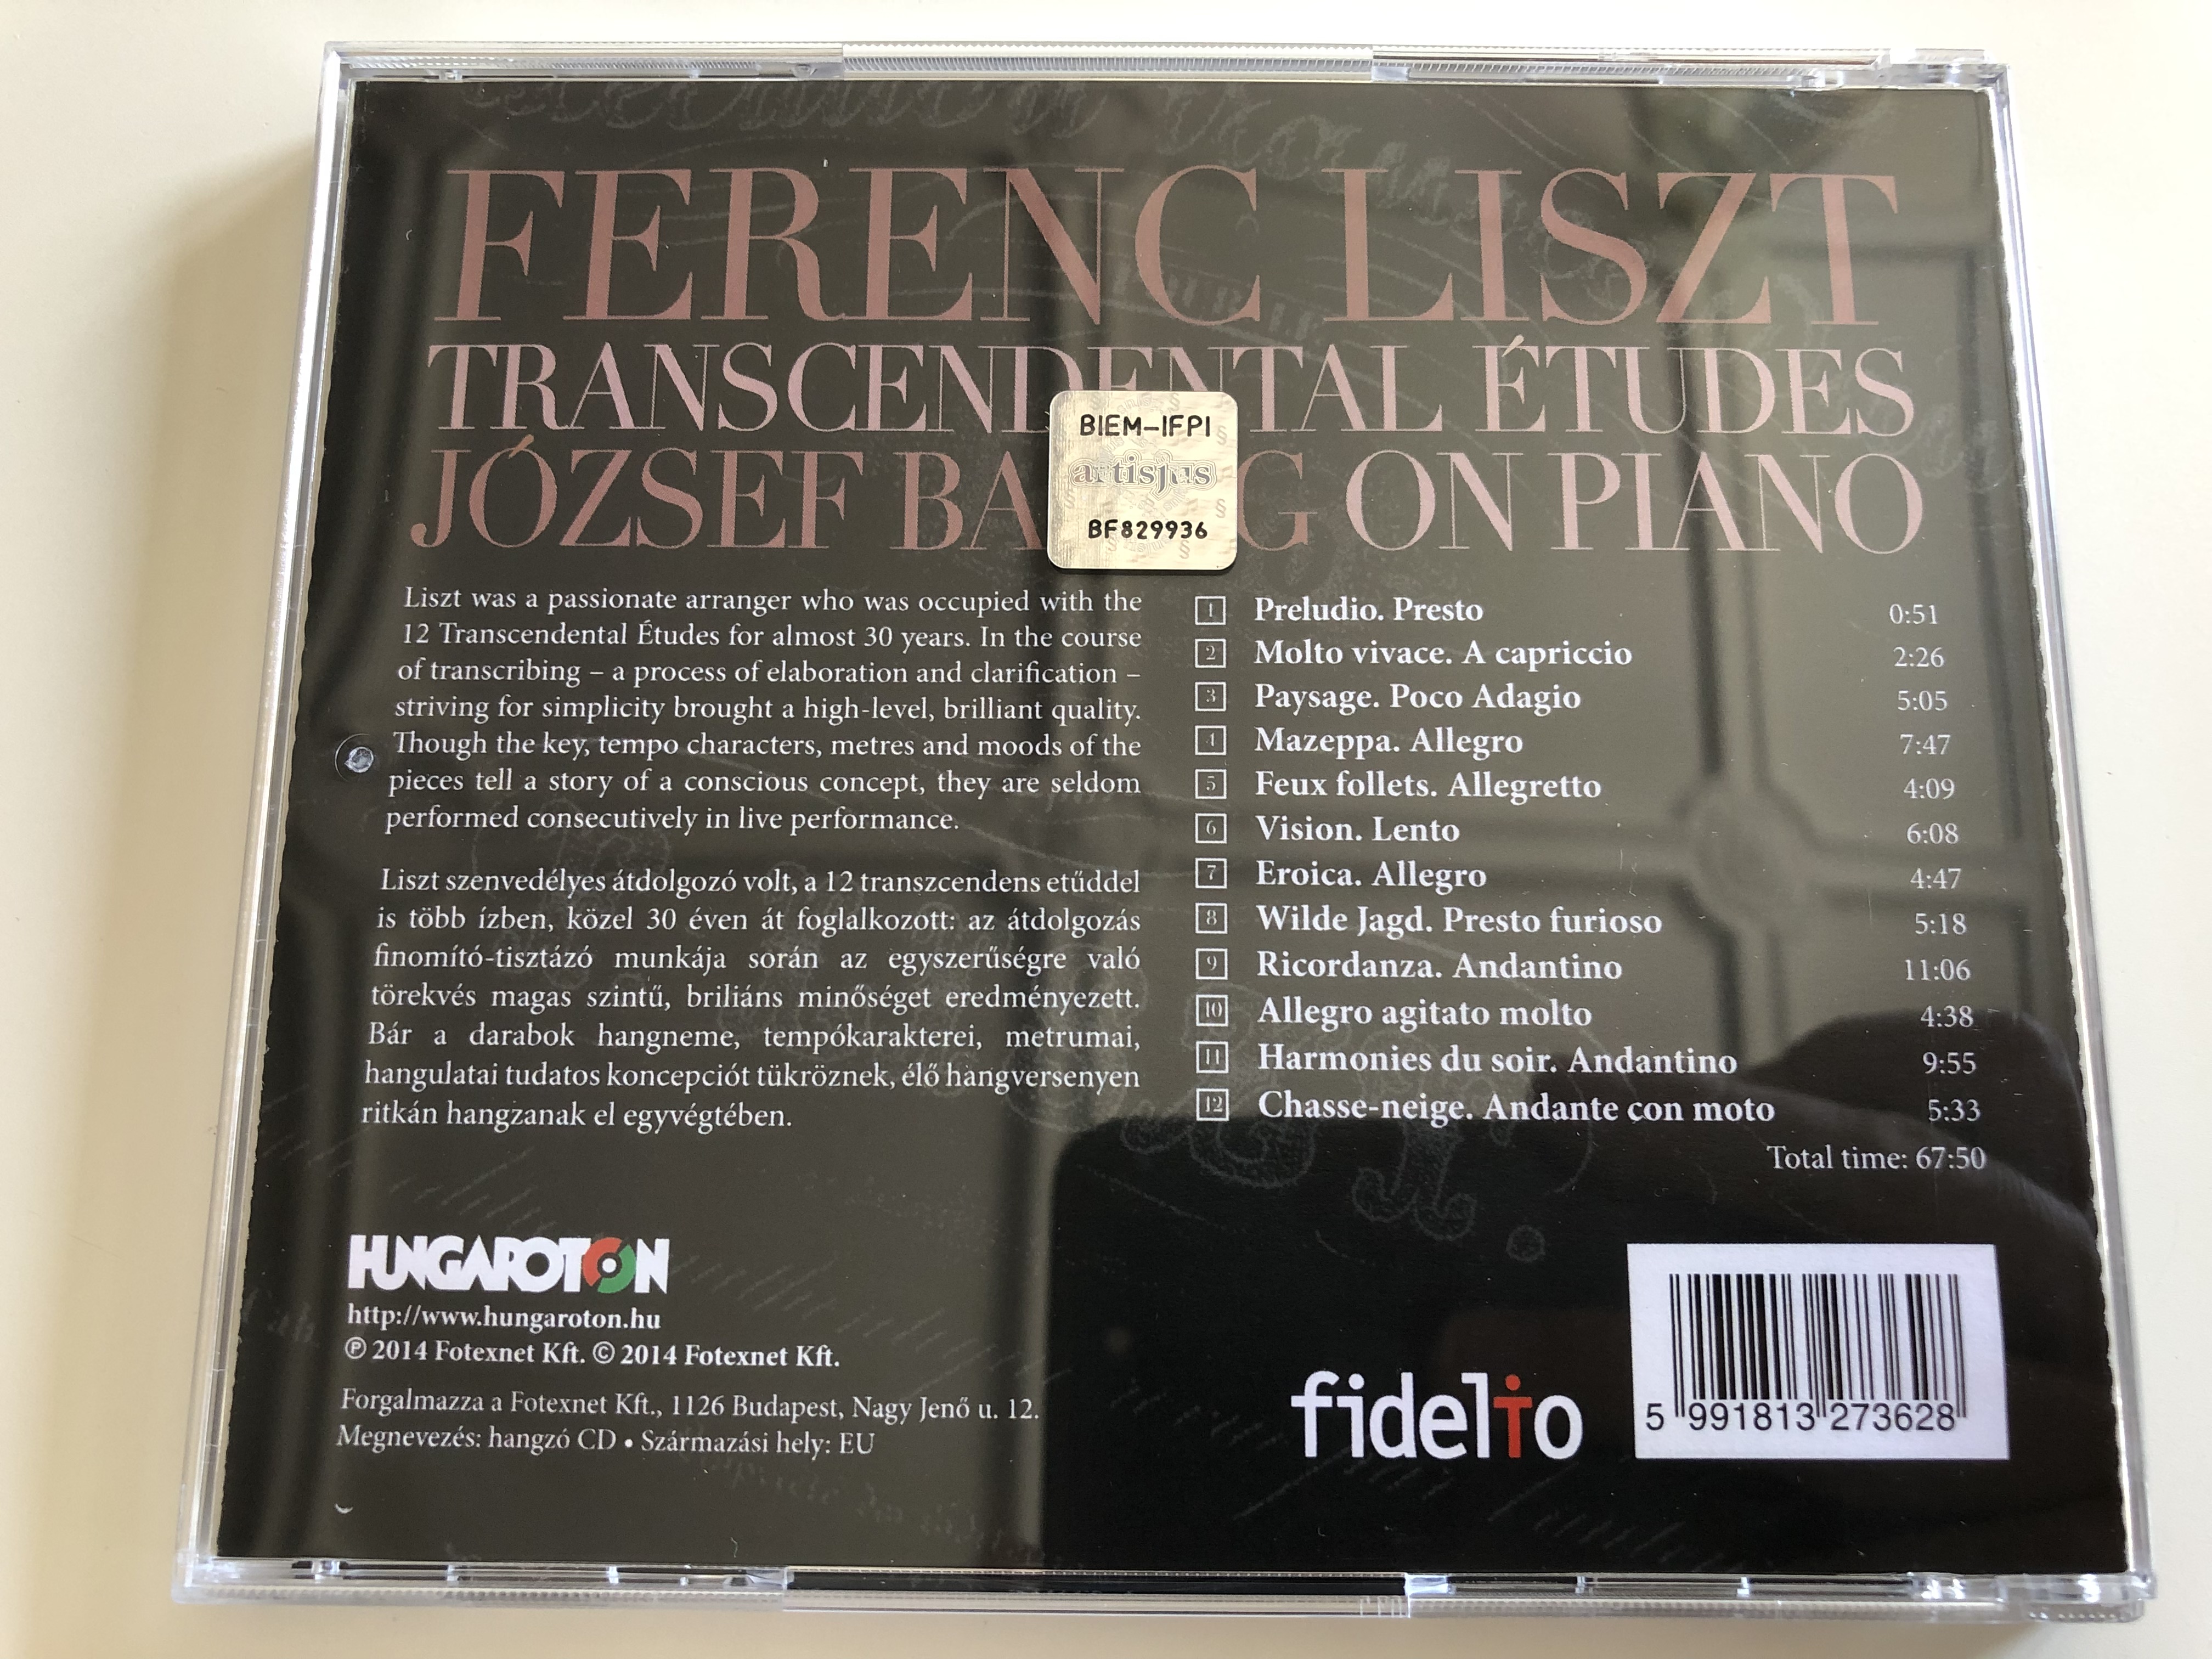 FERENC LISZT
TRANSCENDENTAL ÉTUDES
JÓZSEF ON PIANO
BIEM-IFPI
artisjus
BF829936
Liszt was a passionate arranger who was occupied with the
12 Transcendental Études for almost 30 years. In the course
of transcribing – a process of elaboration and clarification –
striving for simplicity brought a high-level, brilliant quality.
Though the key, tempo characters, metres and moods of the
pieces tell a story of a conscious concept, they are seldom
performed consecutively in live performance.
Liszt szenvedélyes átdolgozó volt, a 12 transzcendens etűddel
is több ízben, közel 30 éven át foglalkozott: az átdolgozás
finomító-tisztázó munkája során az egyszerűségre való
törekvés magas szintű, briliáns minőséget eredményezett.
Bár a darabok hangneme, tempókarakterei, metrumai,
hangulatai tudatos koncepciót tükröznek, élő hangversenyen
ritkán hangzanak el egyvégtében.
1 Preludio. Presto 0:51
2 Molto vivace. A capriccio 2:26
3 Paysage. Poco Adagio 5:05
4 Mazeppa. Allegro 7:47
5 Feux follets. Allegretto 4:09
6 Vision. Lento 6:08
7 Eroica. Allegro 4:47
8 Wilde Jagd. Presto furioso 5:18
9 Ricordanza. Andantino 11:06
10 Allegro agitato molto 4:38
11 Harmonies du soir. Andantino 9:55
12 Chasse-neige. Andante con moto 5:33
Total time: 67:50
HUNGAROTON
http://www.hungaroton.hu
℗ 2014 Fotexnet Kft. © 2014 Fotexnet Kft.
Forgalmazza a Fotexnet Kft., 1126 Budapest, Nagy Jenő u. 12.
Megnevezés: hangzó CD • Származási hely: EU
fidelio
5 991813 273628